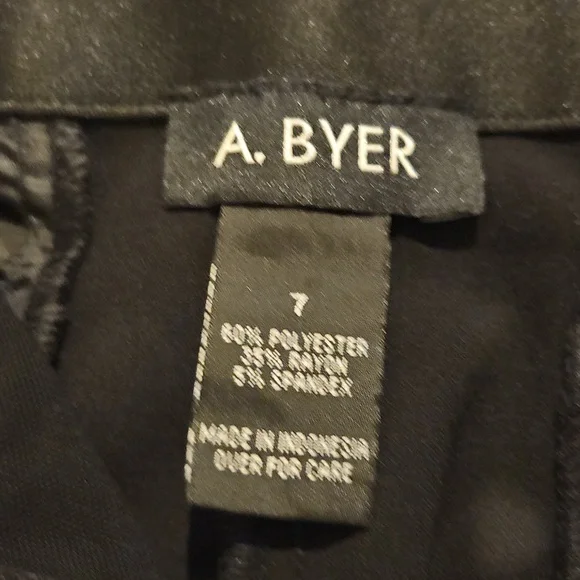 A. BYER
7
60% POLYESTER
35% RAYON
5% SPANDEX
MADE IN INDONESIA
OVER FOR CARE